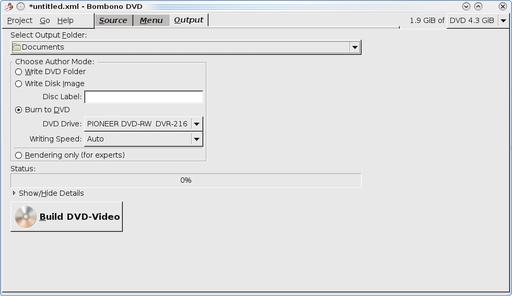 *untitled.xml - Bombono DVD
Project Go Help Source Menu Output 1.9 GiB of DVD 4.3 GiB
Select Output Folder:
Documents
Choose Author Mode:
Write DVD Folder
Write Disk Image
Disc Label:
Burn to DVD
DVD Drive: PIONEER DVD-RW DVR-216
Writing Speed: Auto
Rendering only (for experts)
Status:
0%
Show/Hide Details
Build DVD-Video